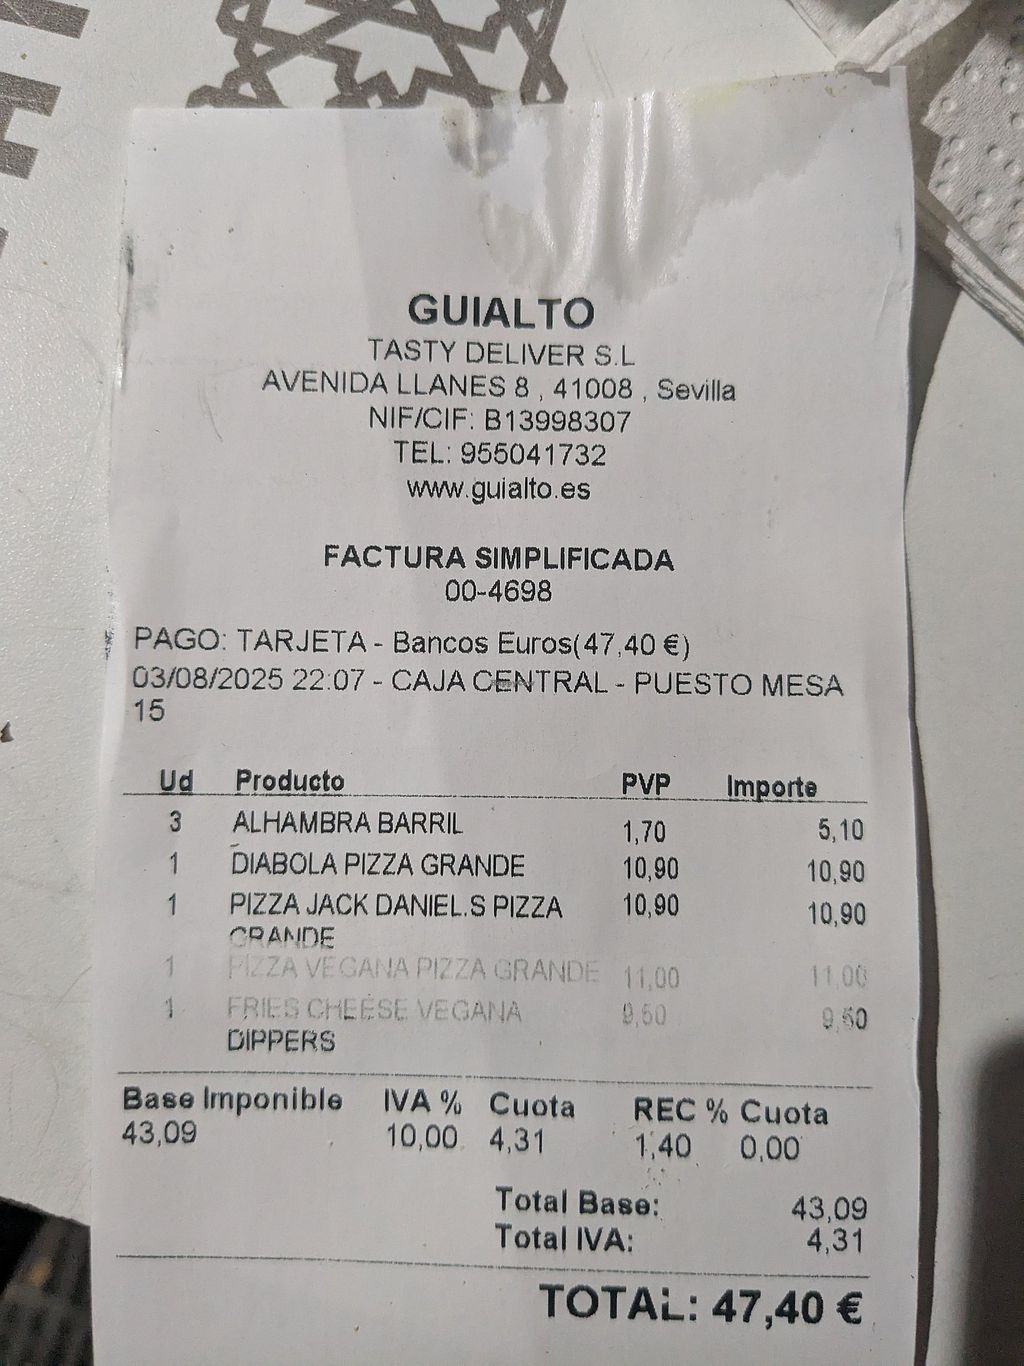 GUIALTO
TASTY DELIVER S.L
AVENIDA LLANES 8 , 41008 , Sevilla
NIF/CIF: B13998307
TEL: 955041732
www.guialto.es
FACTURA SIMPLIFICADA
00-4698
PAGO: TARJETA - Bancos Euros(47,40 €)
03/08/2025 22:07 - CAJA CENTRAL - PUESTO MESA
15
Ud Producto PVP Importe
3 ALHAMBRA BARRIL 1,70 5,10
1 DIABOLA PIZZA GRANDE 10,90 10,90
1 PIZZA JACK DANIEL.S PIZZA 10,90 10,90
GRANDE
1 PIZZA VEGANA PIZZA GRANDE 11,00 11,00
1 FRIES CHEESE VEGANA 9,50 9,50
DIPPERS
Base Imponible IVA % Cuota REC % Cuota
43,09 10,00 4,31 1,40 0,00
Total Base: 43,09
Total IVA: 4,31
TOTAL: 47,40 €